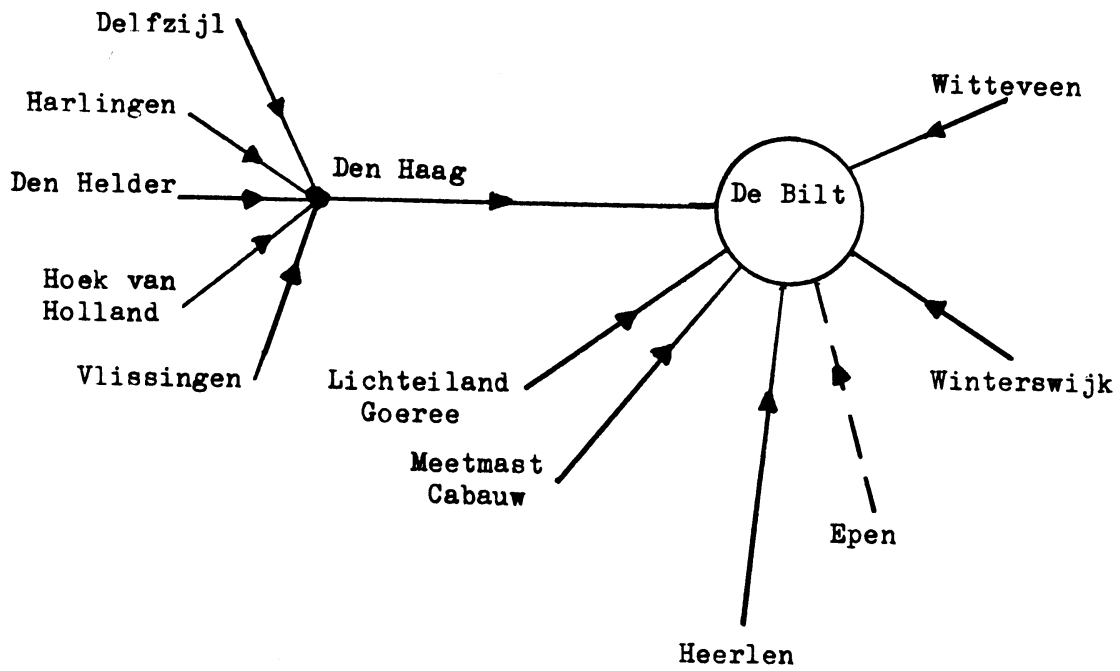 Delfzijl
Harlingen
Den Helder
Hoek van
Holland
Vlissingen
Den Haag
De Bilt
Witteveen
Lichteiland
Goeree
Meetmast
Cabauw
Heerlen
Epen
Winterswijk